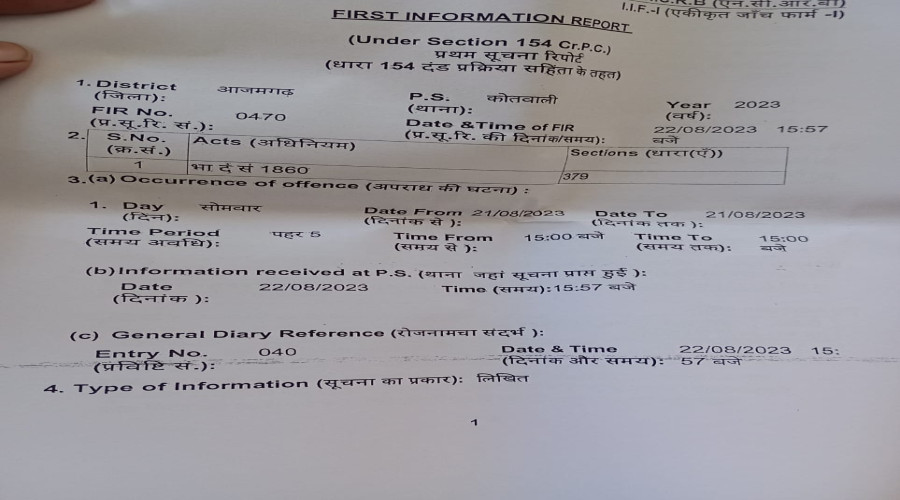 N.C.R.B (एन.सी.आर.बी)
I.I.F.-I (एकीकृत जाँच फार्म -I)
FIRST INFORMATION REPORT
(Under Section 154 Cr.P.C.)
प्रथम सूचना रिपोर्ट
(धारा 154 दंड प्रक्रिया संहिता के तहत)
1. District (जिला): आजमगढ़ P.S. (थाना): कोतवाली Year (वर्ष): 2023
FIR No. (प्र.सू.रि. सं.): 0470 Date &Time of FIR (प्र.सू.रि. की दिनांक/समय): 22/08/2023 15:57 बजे
2. S.No. (क्र.सं.) Acts (अधिनियम) Sections (धारा(एँ))
1 भा दं सं 1860 379
3.(a) Occurrence of offence (अपराध की घटना) :
1. Day (दिन): सोमवार Date From (दिनांक से ): 21/08/2023 Date To (दिनांक तक ): 21/08/2023
Time Period (समय अवधि): पहर 5 Time From (समय से ): 15:00 बजे Time To (समय तक): 15:00 बजे
(b)Information received at P.S. (थाना जहां सूचना प्राप्त हुई ):
Date (दिनांक ): 22/08/2023 Time (समय):15:57 बजे
(c) General Diary Reference (रोजनामचा संदर्भ ):
Entry No. (प्रविष्टि सं.): 040 Date & Time (दिनांक और समय): 22/08/2023 15:57 बजे
4. Type of Information (सूचना का प्रकार): लिखित
1